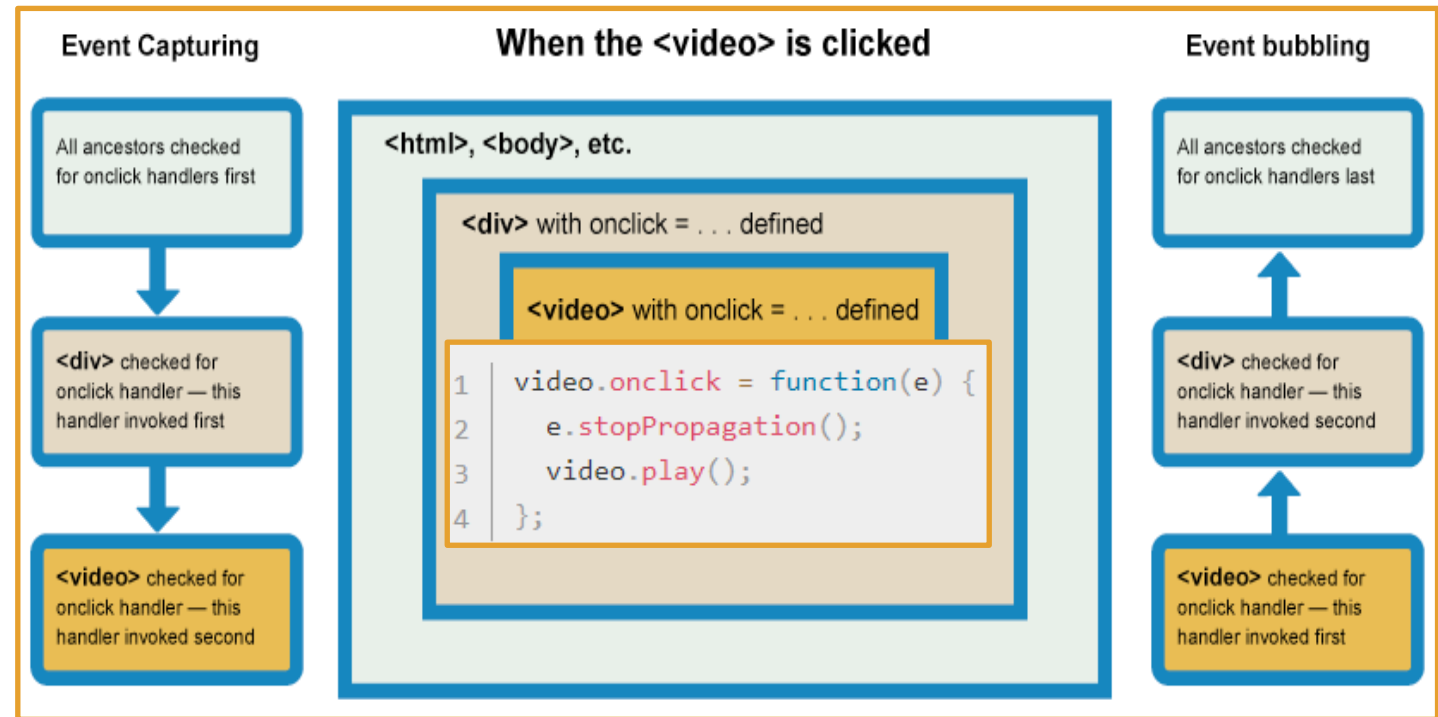 Event Capturing
All ancestors checked
for onclick handlers first
<div> checked for
onclick handler — this
handler invoked first
<video> checked for
onclick handler — this
handler invoked second
When the <video> is clicked
<html>, <body>, etc.
<div> with onclick = . . . defined
<video> with onclick = . . . defined
1 video.onclick = function(e) {
2 e.stopPropagation();
3 video.play();
4 };
Event bubbling
All ancestors checked
for onclick handlers last
<div> checked for
onclick handler — this
handler invoked second
<video> checked for
onclick handler — this
handler invoked first